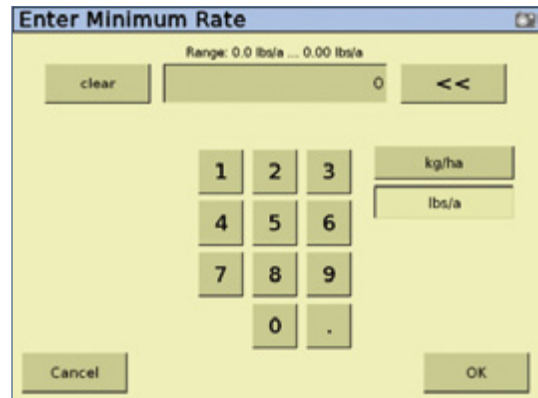 Enter Minimum Rate
Range: 0.0 lbs/a ... 0.00 lbs/a
clear 0 <<
1 2 3 kg/ha
lbs/a
4 5 6
7 8 9
0 .
Cancel OK